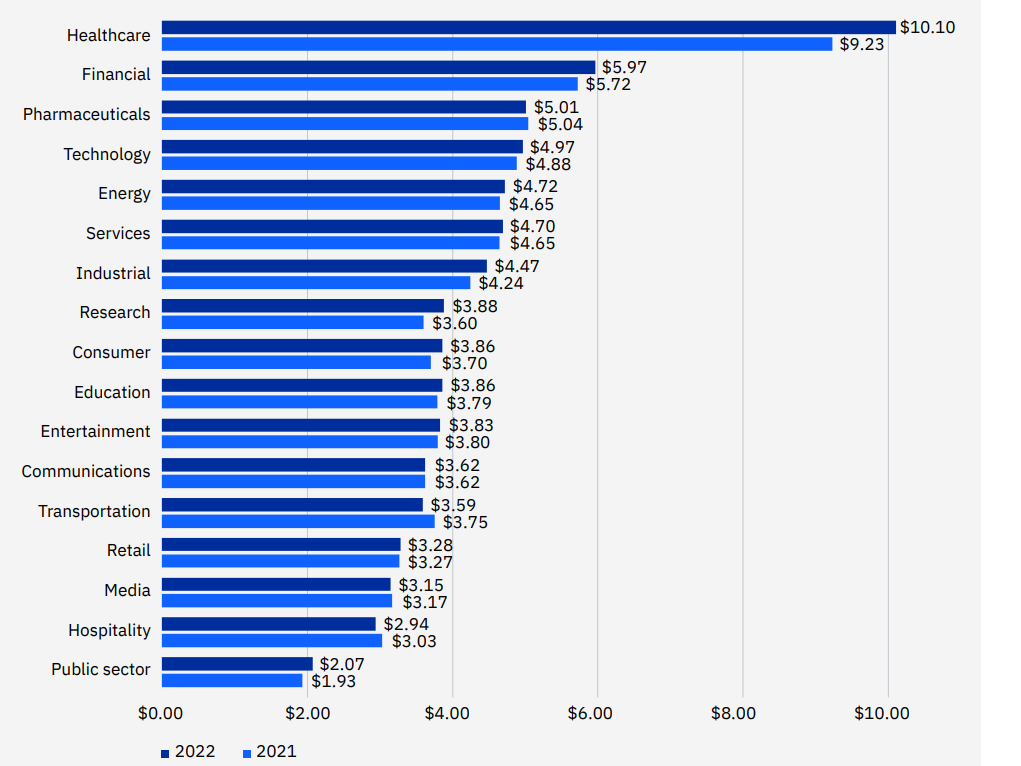 Healthcare
$10.10
$9.23
Financial
$5.97
$5.72
Pharmaceuticals
$5.01
$5.04
Technology
$4.97
$4.88
Energy
$4.72
$4.65
Services
$4.70
$4.65
Industrial
$4.47
$4.24
Research
$3.88
$3.60
Consumer
$3.86
$3.70
Education
$3.86
$3.79
Entertainment
$3.83
$3.80
Communications
$3.62
$3.62
Transportation
$3.59
$3.75
Retail
$3.28
$3.27
Media
$3.15
$3.17
Hospitality
$2.94
$3.03
Public sector
$2.07
$1.93
$0.00 $2.00 $4.00 $6.00 $8.00 $10.00
2022 2021